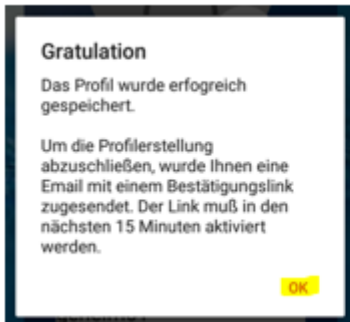 Gratulation
Das Profil wurde erfogreich
gespeichert.
Um die Profilerstellung
abzuschließen, wurde Ihnen eine
Email mit einem Bestätigungslink
zugesendet. Der Link muß in den
nächsten 15 Minuten aktiviert
werden.
OK